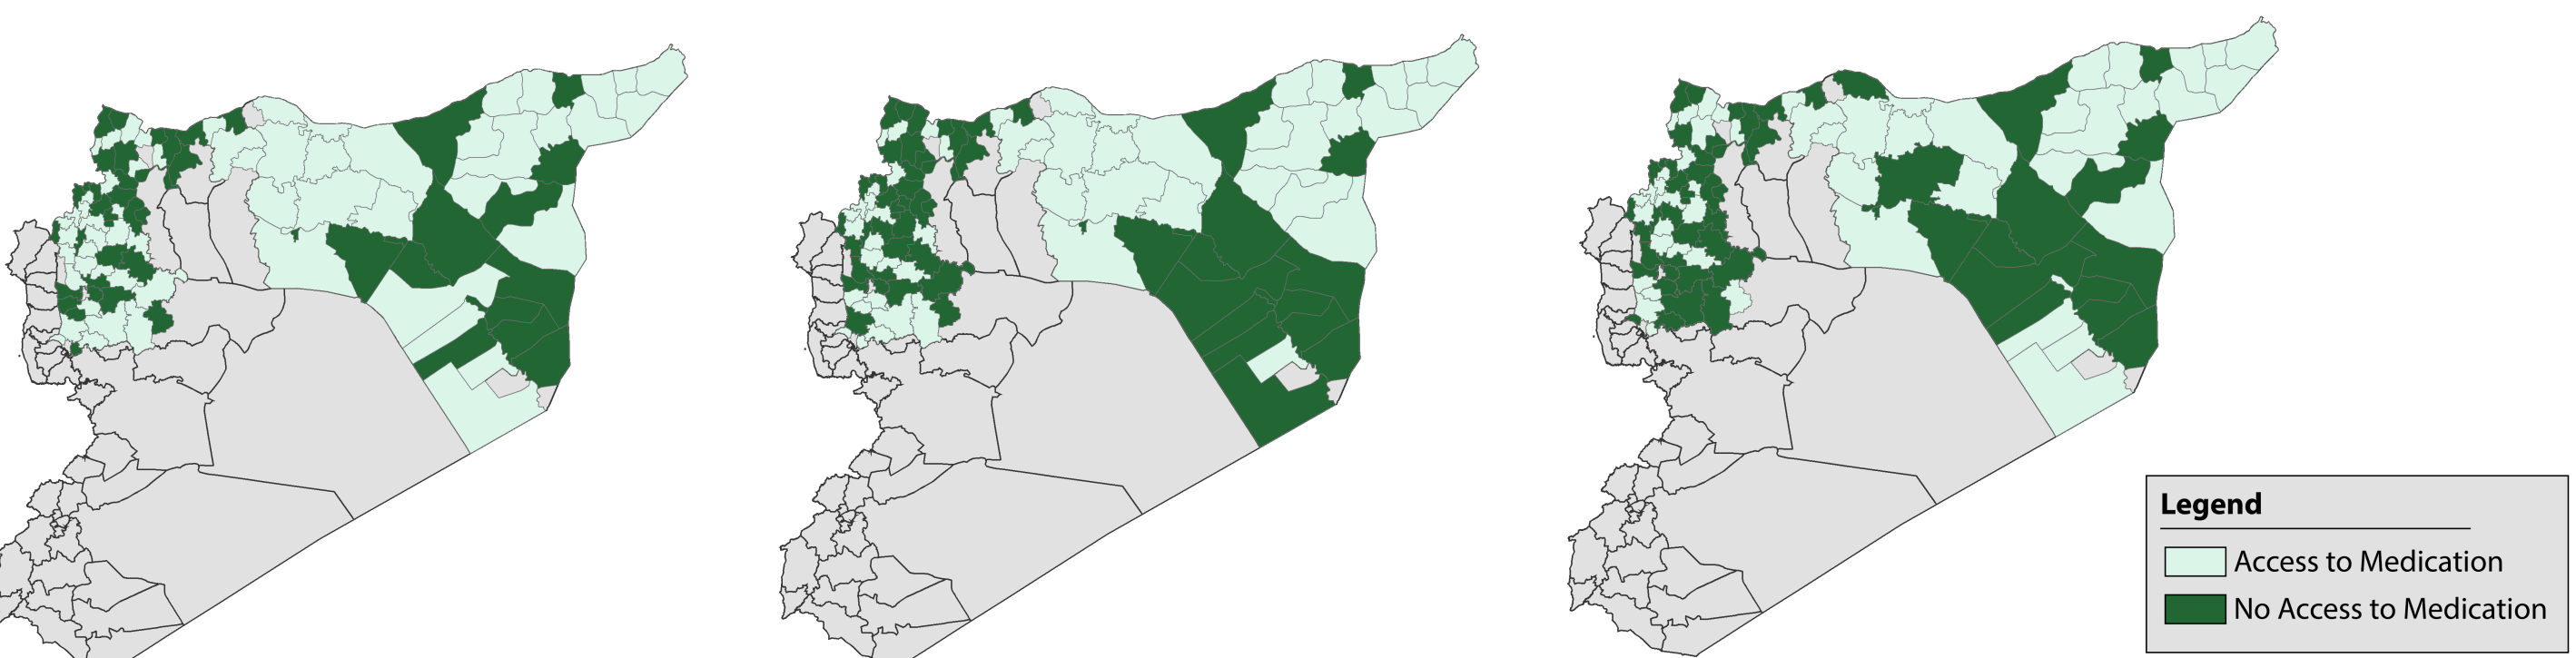 Legend
Access to Medication
No Access to Medication